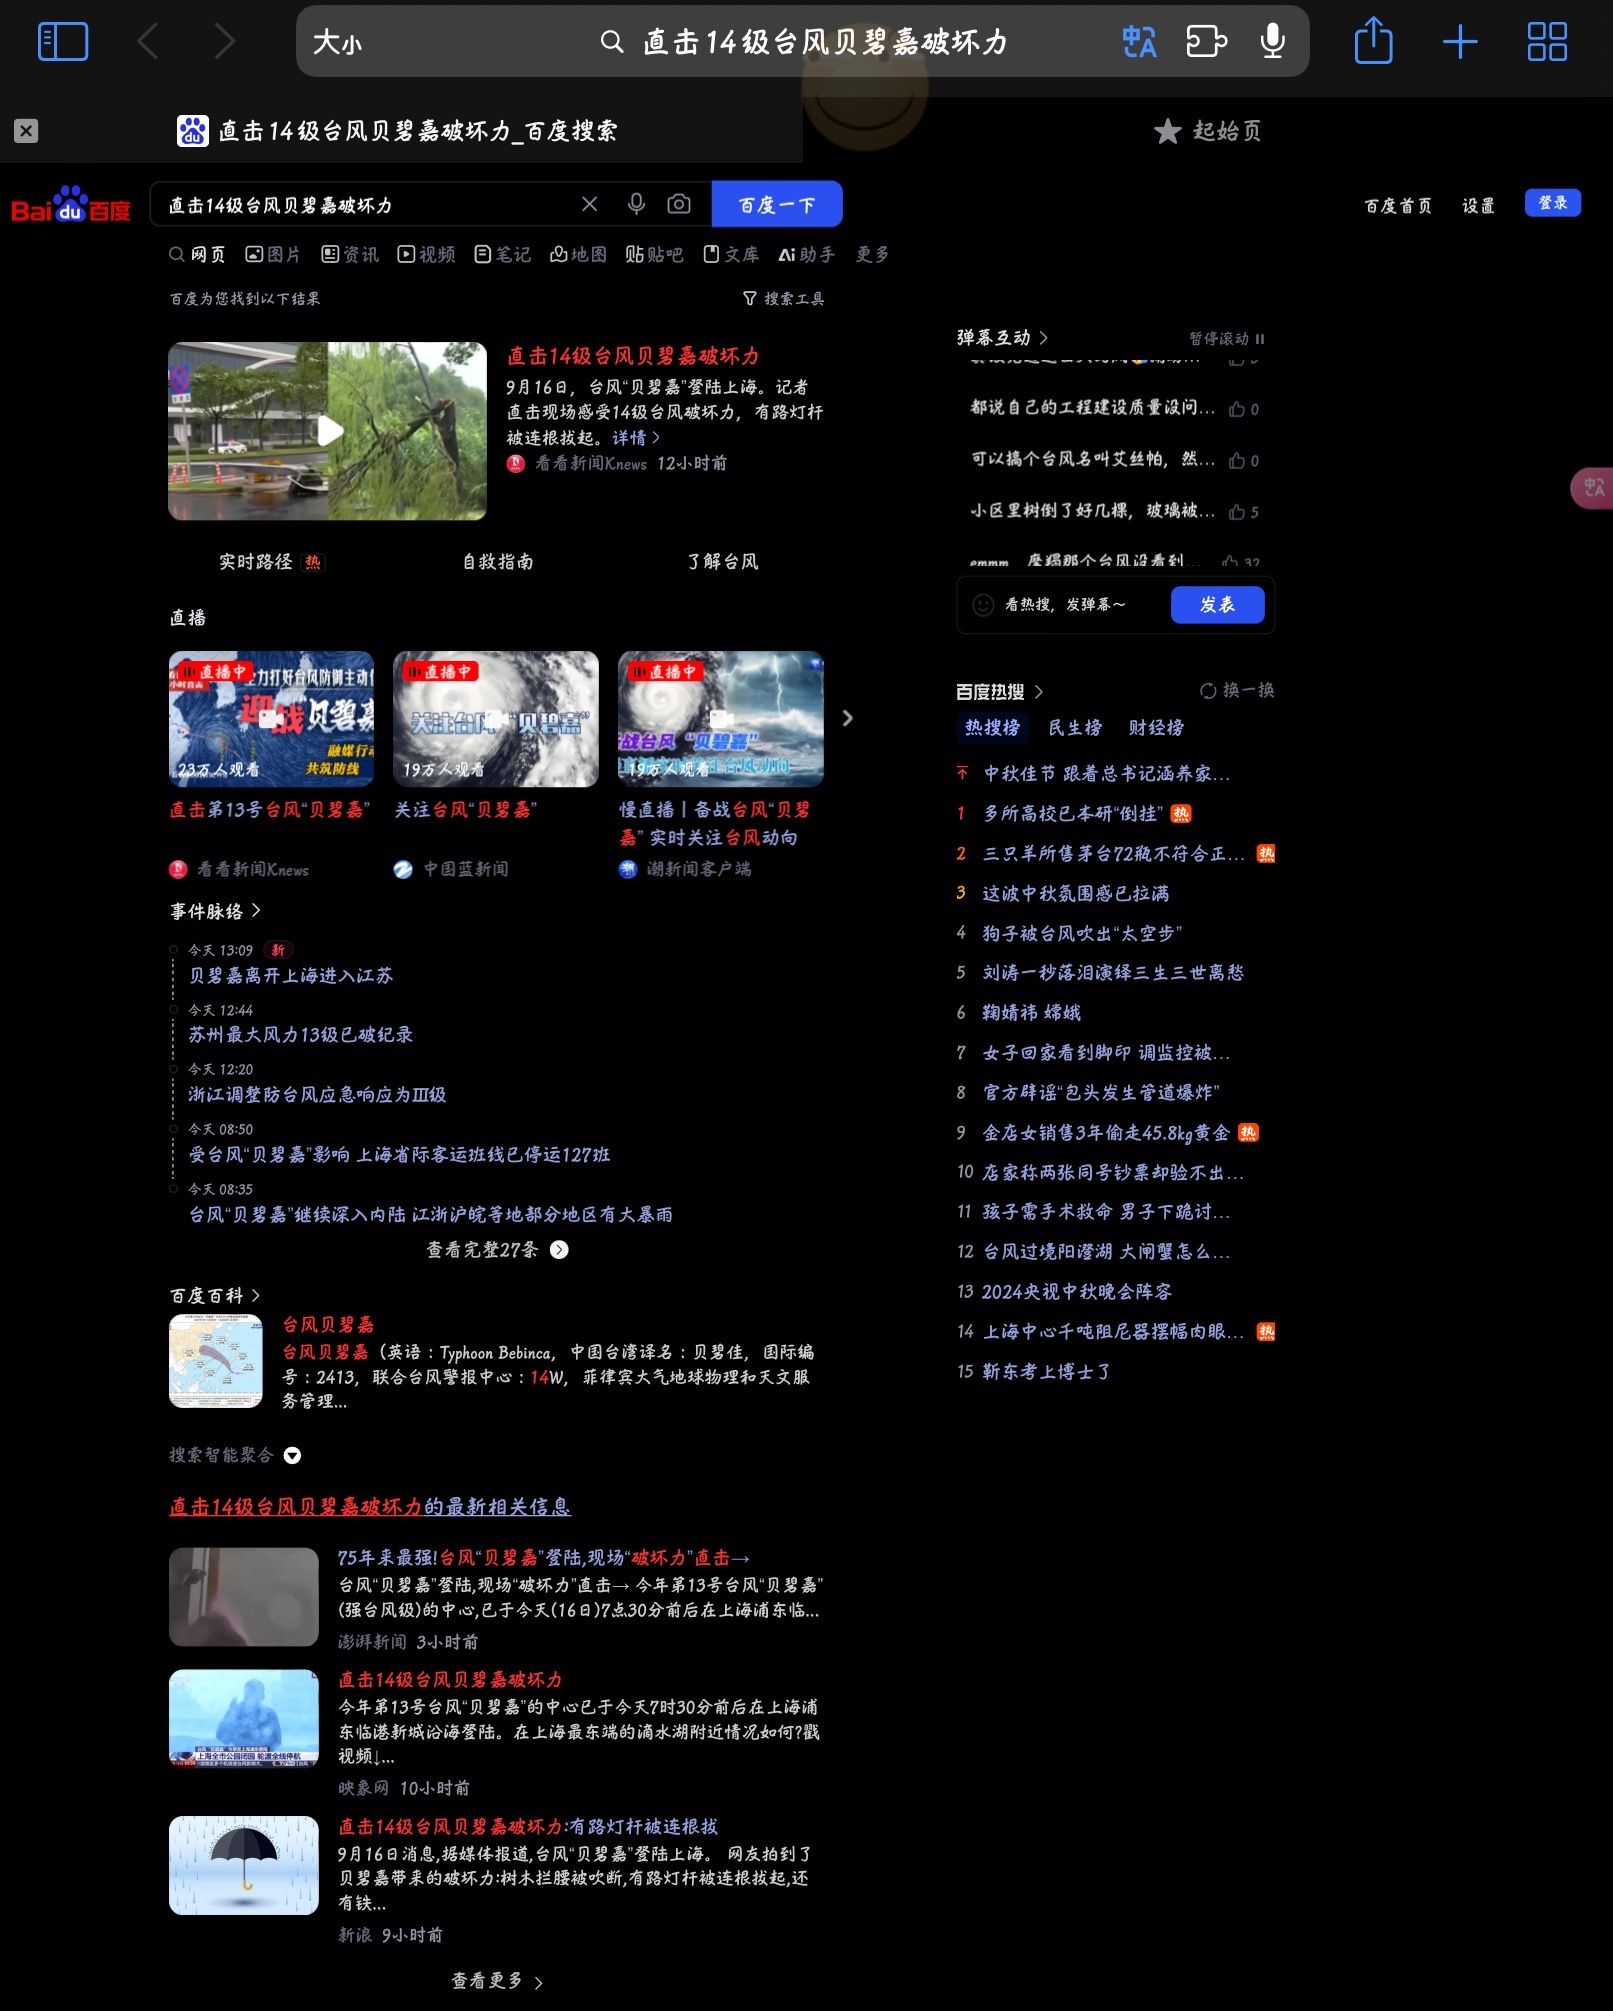 大小
直击14级台风贝碧嘉破坏力
直击14级台风贝碧嘉破坏力_百度搜索
起始页
Bai du 百度
直击14级台风贝碧嘉破坏力
百度一下
百度首页 设置 登录
网页 图片 资讯 视频 笔记 地图 贴吧 文库 助手 更多
百度为您找到以下结果
搜索工具
直击14级台风贝碧嘉破坏力
9月16日，台风“贝碧嘉”登陆上海。记者
直击现场感受14级台风破坏力，有路灯杆
被连根拔起。详情
看看新闻Knews 12小时前
实时路径 热
自救指南
了解台风
直播
直播中
迎战“贝碧嘉
融媒行动
共筑防线
23万人观看
直击第13号台风“贝碧嘉”
看看新闻Knews
直播中
关注台风“贝碧嘉”
19万人观看
关注台风“贝碧嘉”
中国蓝新闻
直播中
战台风“贝碧嘉”
19万人观看
慢直播丨备战台风“贝碧
嘉” 实时关注台风动向
潮新闻客户端
事件脉络
今天 13:09 新
贝碧嘉离开上海进入江苏
今天 12:44
苏州最大风力13级已破纪录
今天 12:20
浙江调整防台风应急响应为Ⅲ级
今天 08:50
受台风“贝碧嘉”影响 上海省际客运班线已停运127班
今天 08:35
台风“贝碧嘉”继续深入内陆 江浙沪皖等地部分地区有大暴雨
查看完整27条
百度百科
台风贝碧嘉
台风贝碧嘉（英语：Typhoon Bebinca，中国台湾译名：贝碧佳，国际编
号：2413，联合台风警报中心：14W，菲律宾大气地球物理和天文服
务管理...
搜索智能聚合
直击14级台风贝碧嘉破坏力的最新相关信息
75年来最强!台风“贝碧嘉”登陆,现场“破坏力”直击→
台风“贝碧嘉”登陆,现场“破坏力”直击→ 今年第13号台风“贝碧嘉”
(强台风级)的中心,已于今天(16日)7点30分前后在上海浦东临...
澎湃新闻 3小时前
上海全市公园闭园 轮渡全线停航
直击14级台风贝碧嘉破坏力
今年第13号台风“贝碧嘉”的中心已于今天7时30分前后在上海浦
东临港新城沿海登陆。在上海最东端的滴水湖附近情况如何?戳
视频↓...
映象网 10小时前
直击14级台风贝碧嘉破坏力:有路灯杆被连根拔
9月16日消息,据媒体报道,台风“贝碧嘉”登陆上海。 网友拍到了
贝碧嘉带来的破坏力:树木拦腰被吹断,有路灯杆被连根拔起,还
有铁...
新浪 9小时前
查看更多
弹幕互动
暂停滚动
都说自己的工程建设质量没问... 0
可以搞个台风名叫艾丝帕，然... 0
小区里树倒了好几棵，玻璃被... 5
emmm，摩羯那个台风没看到... 32
看热搜，发弹幕～
发表
百度热搜
换一换
热搜榜 民生榜 财经榜
中秋佳节 跟着总书记涵养家...
1 多所高校已本研“倒挂” 热
2 三只羊所售茅台72瓶不符合正... 热
3 这波中秋氛围感已拉满
4 狗子被台风吹出“太空步”
5 刘涛一秒落泪演绎三生三世离愁
6 鞠婧祎 嫦娥
7 女子回家看到脚印 调监控被...
8 官方辟谣“包头发生管道爆炸”
9 金店女销售3年偷走45.8kg黄金 热
10 店家称两张同号钞票却验不出...
11 孩子需手术救命 男子下跪讨...
12 台风过境阳澄湖 大闸蟹怎么...
13 2024央视中秋晚会阵容
14 上海中心千吨阻尼器摆幅肉眼... 热
15 靳东考上博士了